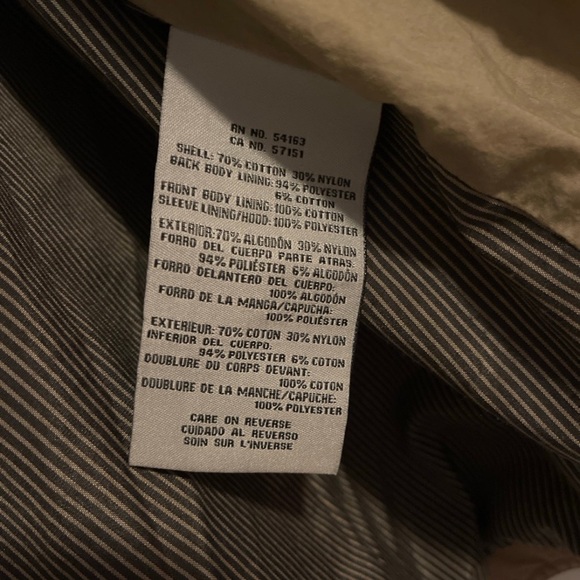 RN NO. 54163
CA NO. 57151
SHELL: 70% COTTON 30% NYLON
BACK BODY LINING: 94% POLYESTER
6% COTTON
FRONT BODY LINING: 100% COTTON
SLEEVE LINING/HOOD: 100% POLYESTER
EXTERIOR: 70% ALGODÓN 30% NYLON
FORRO DEL CUERPO PARTE ATRAS:
94% POLIÉSTER 6% ALGODÓN
FORRO DELANTERO DEL CUERPO:
100% ALGODÓN
FORRO DE LA MANGA/CAPUCHA:
100% POLIÉSTER
EXTERIEUR: 70% COTON 30% NYLON
INFERIOR DEL CUERPO:
94% POLYESTER 6% COTON
DOUBLURE DU CORPS DEVANT:
100% COTON
DOUBLURE DE LA MANCHE/CAPUCHE:
100% POLYESTER
CARE ON REVERSE
CUIDADO AL REVERSO
SOIN SUR L'INVERSE